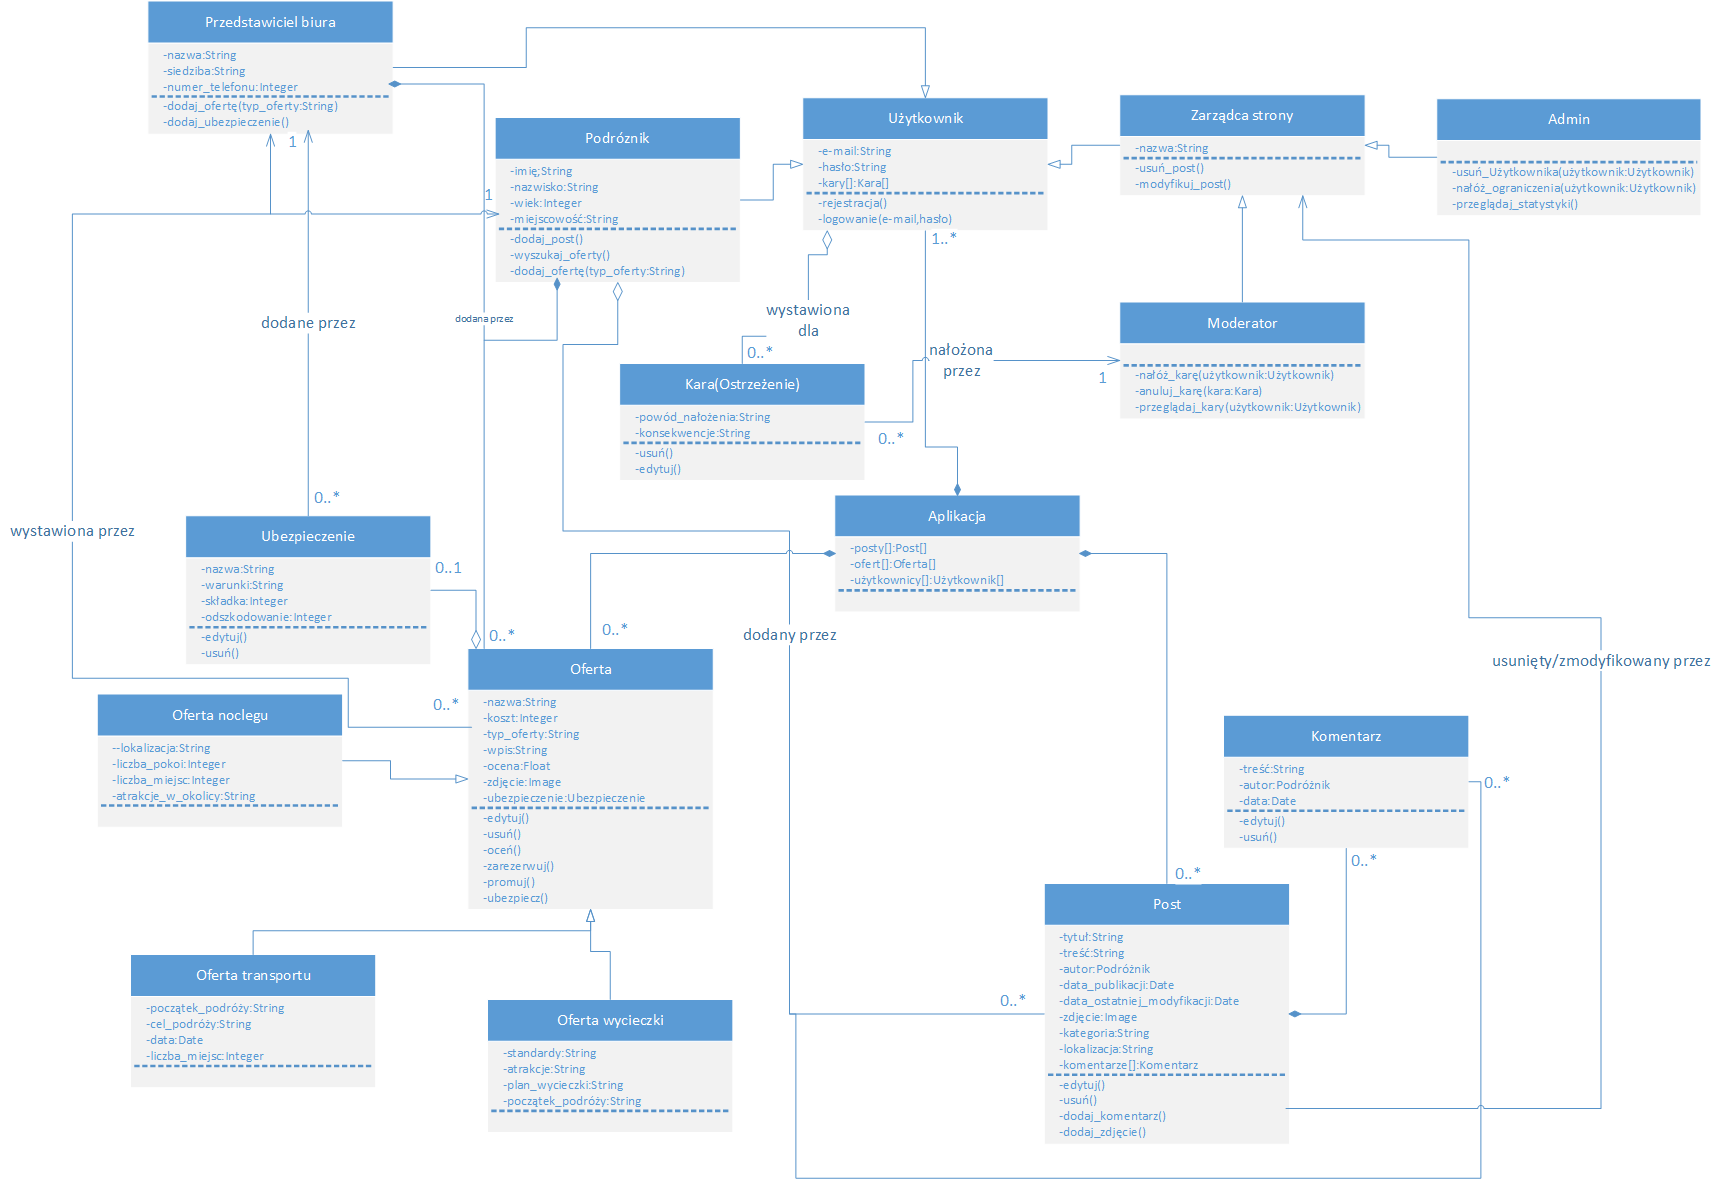 Przedstawiciel biura
-nazwa:String
-siedziba:String
-numer_telefonu:Integer
-dodaj_ofertę(typ_oferty:String)
-dodaj_ubezpieczenie()
1
Podróżnik
-imię;String
-nazwisko:String
-wiek:Integer
-miejscowość:String
-dodaj_post()
-wyszukaj_oferty()
-dodaj_ofertę(typ_oferty:String)
1
Użytkownik
-e-mail:String
-hasło:String
-kary[]:Kara[]
-rejestracja()
-logowanie(e-mail,hasło)
1..*
Zarządca strony
-nazwa:String
-usuń_post()
-modyfikuj_post()
Admin
-usuń_Użytkownika(użytkownik:Użytkownik)
-nałóż_ograniczenia(użytkownik:Użytkownik)
-przeglądaj_statystyki()
dodane przez
dodana przez
wystawiona
dla
0..*
nałożona
przez
1
Moderator
-nałóż_karę(użytkownik:Użytkownik)
-anuluj_karę(kara:Kara)
-przeglądaj_kary(użytkownik:Użytkownik)
Kara(Ostrzeżenie)
-powód_nałożenia:String
-konsekwencje:String
-usuń()
-edytuj()
0..*
0..*
wystawiona przez
Ubezpieczenie
-nazwa:String
-warunki:String
-składka:Integer
-odszkodowanie:Integer
-edytuj()
-usuń()
0..1
Aplikacja
-posty[]:Post[]
-ofert[]:Oferta[]
-użytkownicy[]:Użytkownik[]
0..*
0..*
dodany przez
usunięty/zmodyfikowany przez
Oferta
-nazwa:String
-koszt:Integer
-typ_oferty:String
-wpis:String
-ocena:Float
-zdjęcie:Image
-ubezpieczenie:Ubezpieczenie
-edytuj()
-usuń()
-oceń()
-zarezerwuj()
-promuj()
-ubezpiecz()
0..*
Oferta noclegu
--lokalizacja:String
-liczba_pokoi:Integer
-liczba_miejsc:Integer
-atrakcje_w_okolicy:String
Komentarz
-treść:String
-autor:Podróżnik
-data:Date
-edytuj()
-usuń()
0..*
0..*
0..*
Post
-tytuł:String
-treść:String
-autor:Podróżnik
-data_publikacji:Date
-data_ostatniej_modyfikacji:Date
-zdjęcie:Image
-kategoria:String
-lokalizacja:String
-komentarze[]:Komentarz
-edytuj()
-usuń()
-dodaj_komentarz()
-dodaj_zdjęcie()
0..*
Oferta transportu
-początek_podróży:String
-cel_podróży:String
-data:Date
-liczba_miejsc:Integer
Oferta wycieczki
-standardy:String
-atrakcje:String
-plan_wycieczki:String
-początek_podróży:String